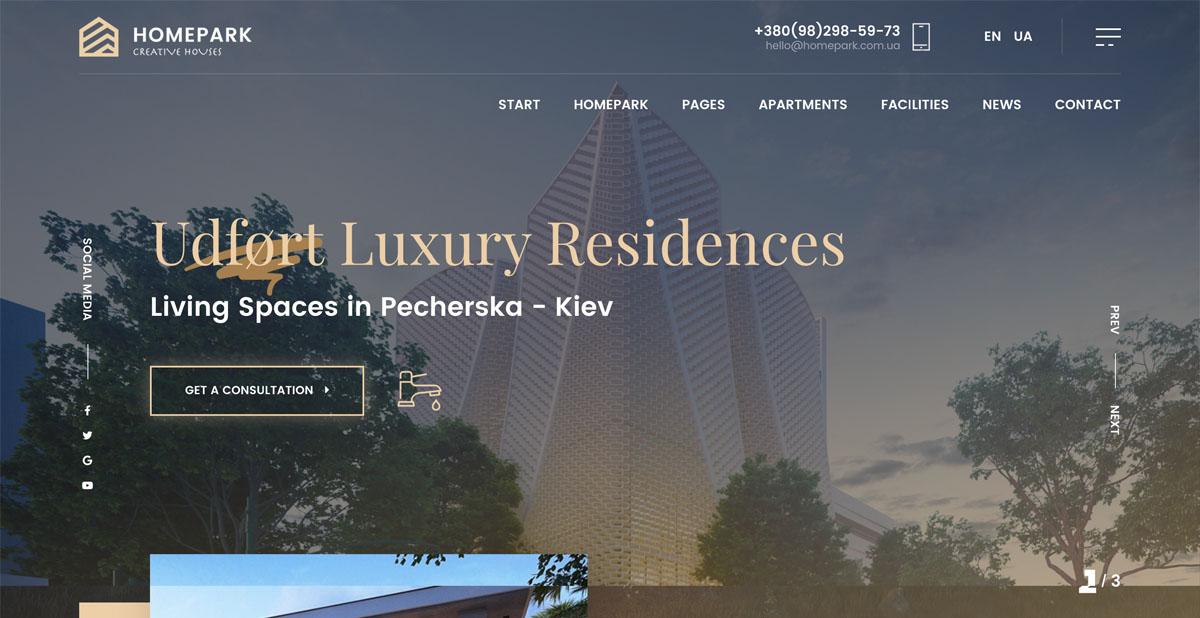 HOMEPARK
CREATIVE HOUSES
+380(98)298-59-73
hello@homepark.com.ua
EN UA
START HOMEPARK PAGES APARTMENTS FACILITIES NEWS CONTACT
SOCIAL MEDIA
Udført Luxury Residences
Living Spaces in Pecherska - Kiev
GET A CONSULTATION
PREV
NEXT
/ 3